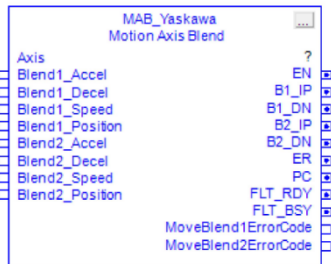 MAB_Yaskawa ...
Motion Axis Blend
Axis ?
Blend1_Accel EN
Blend1_Decel B1_IP
Blend1_Speed B1_DN
Blend1_Position B2_IP
Blend2_Accel B2_DN
Blend2_Decel ER
Blend2_Speed PC
Blend2_Position FLT_RDY
FLT_BSY
MoveBlend1ErrorCode
MoveBlend2ErrorCode